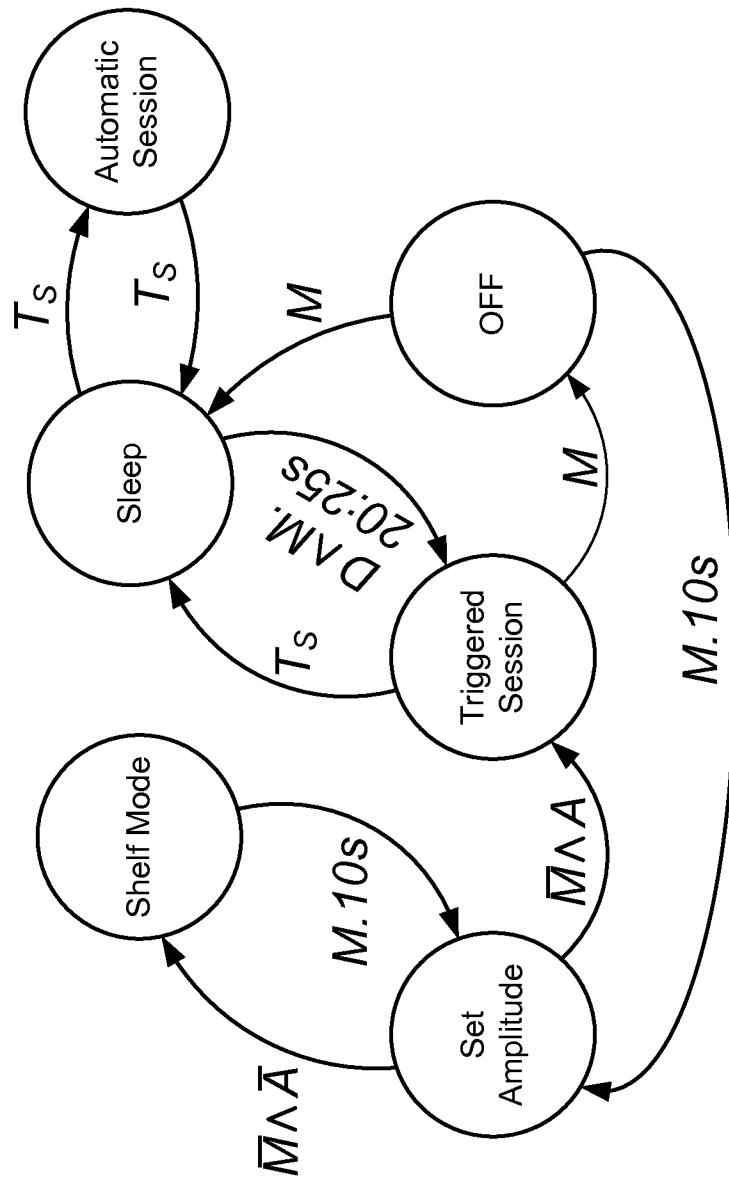 T_S
Shelf Mode
Sleep
Automatic
Session
T_S
M̅ ∧ A̅
M.10s
T_S
D ∧ M.
20:25s
M
Set
Amplitude
Triggered
Session
OFF
M̅ ∧ A
M
M.10s